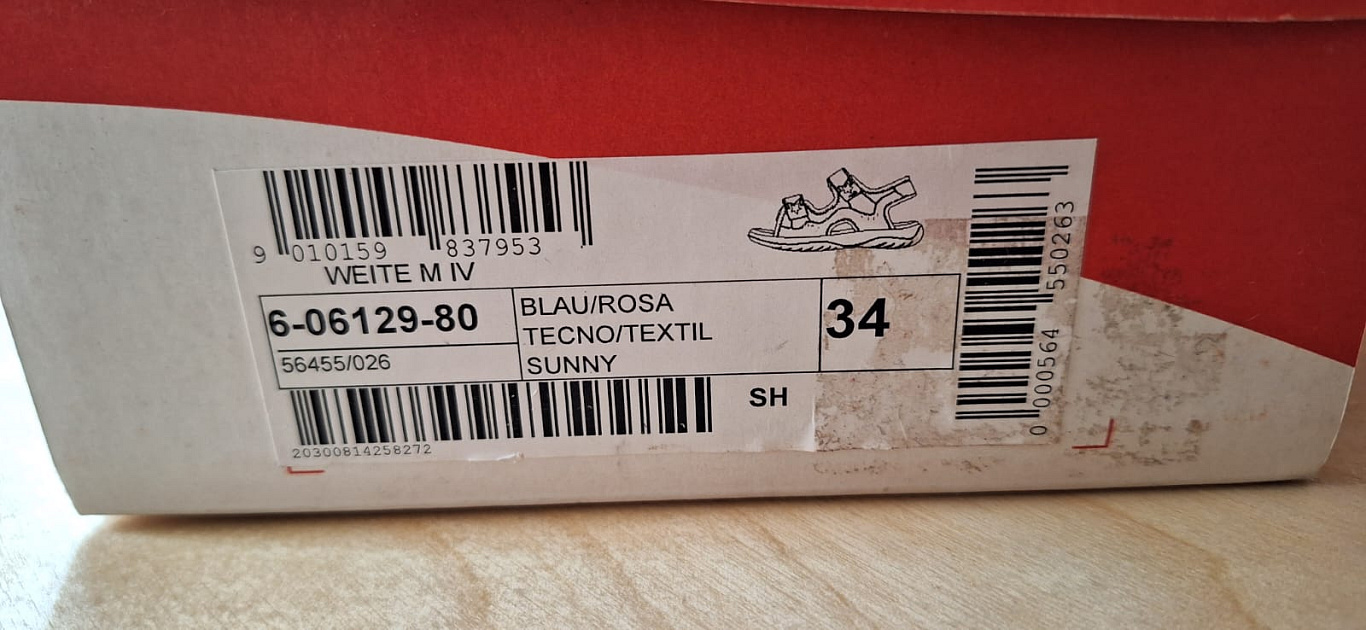 9 010159 837953
WEITE M IV
6-06129-80
56455/026
BLAU/ROSA
TECNO/TEXTIL
SUNNY
34
20300814258272
SH
0 000564 550263